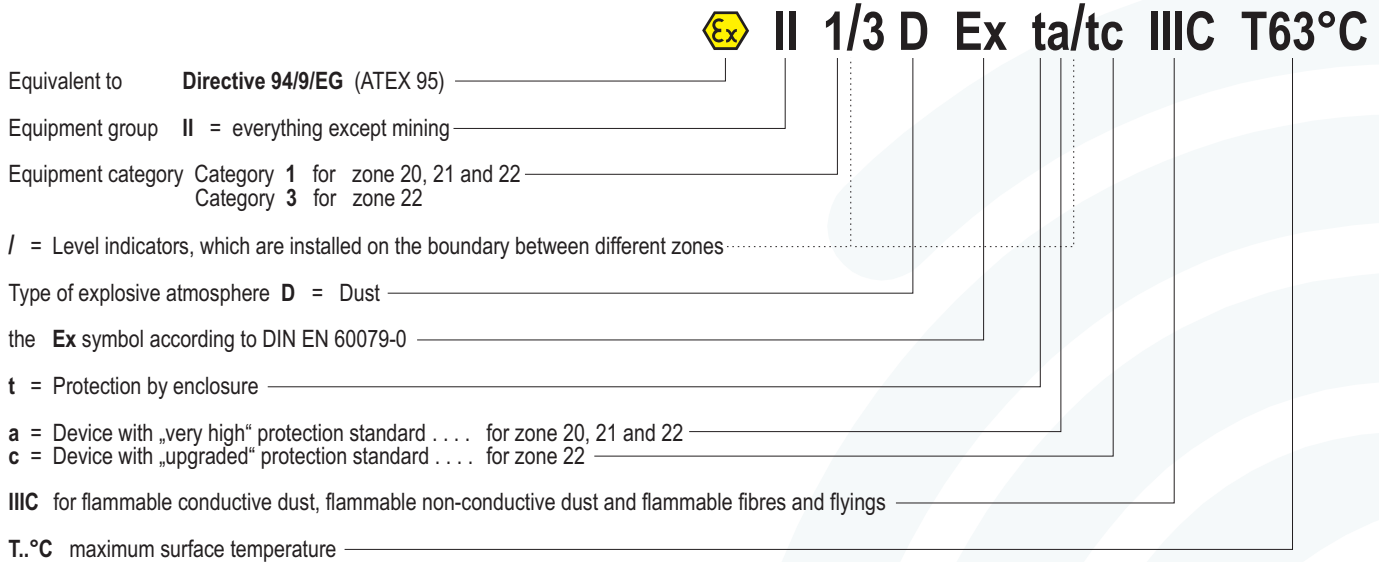 Ex II 1/3 D Ex ta/tc IIIC T63°C
Equivalent to Directive 94/9/EG (ATEX 95)
Equipment group II = everything except mining
Equipment category Category 1 for zone 20, 21 and 22
Category 3 for zone 22
/ = Level indicators, which are installed on the boundary between different zones
Type of explosive atmosphere D = Dust
the Ex symbol according to DIN EN 60079-0
t = Protection by enclosure
a = Device with „very high“ protection standard . . . . for zone 20, 21 and 22
c = Device with „upgraded“ protection standard . . . . for zone 22
IIIC for flammable conductive dust, flammable non-conductive dust and flammable fibres and flyings
T..°C maximum surface temperature